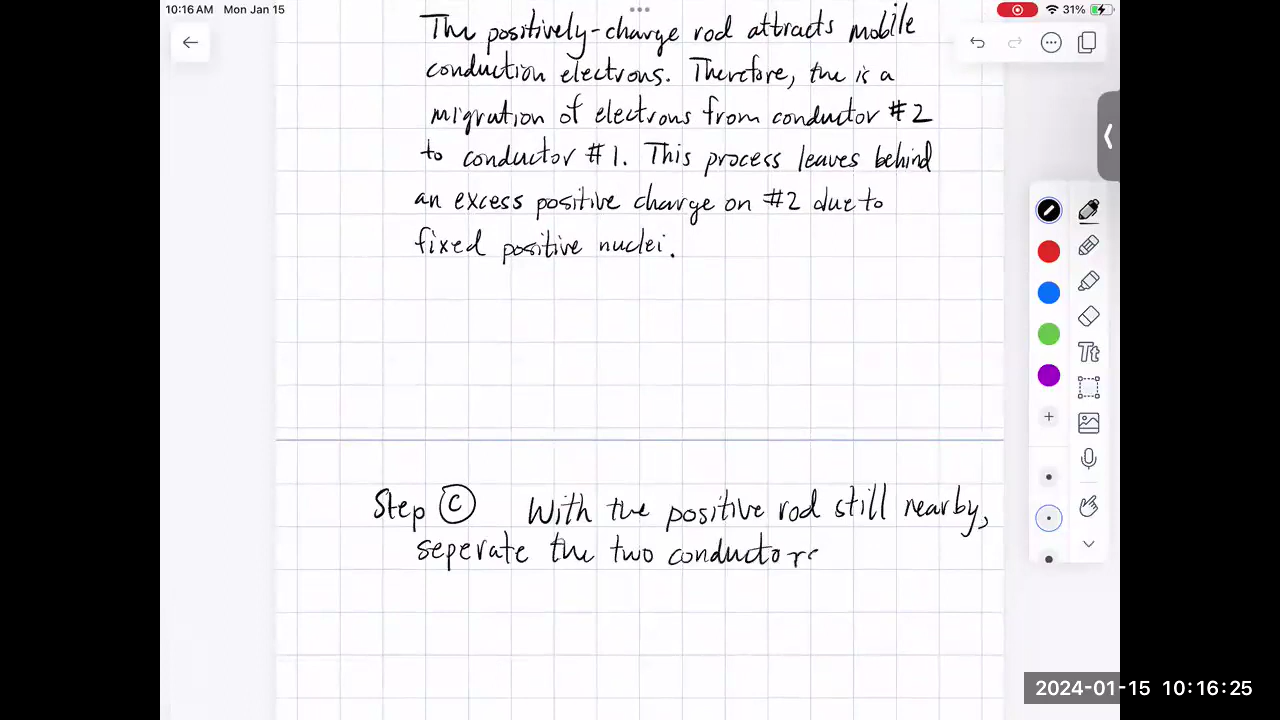 10:16 AM Mon Jan 15
31%
The positively-charge rod attracts mobile
conduction electrons. Therefore, the is a
migration of electrons from conductor #2
to conductor #1. This process leaves behind
an excess positive charge on #2 due to
fixed positive nuclei.
Tt
Step C With the positive rod still nearby,
seperate the two conductors
2024-01-15 10:16:25